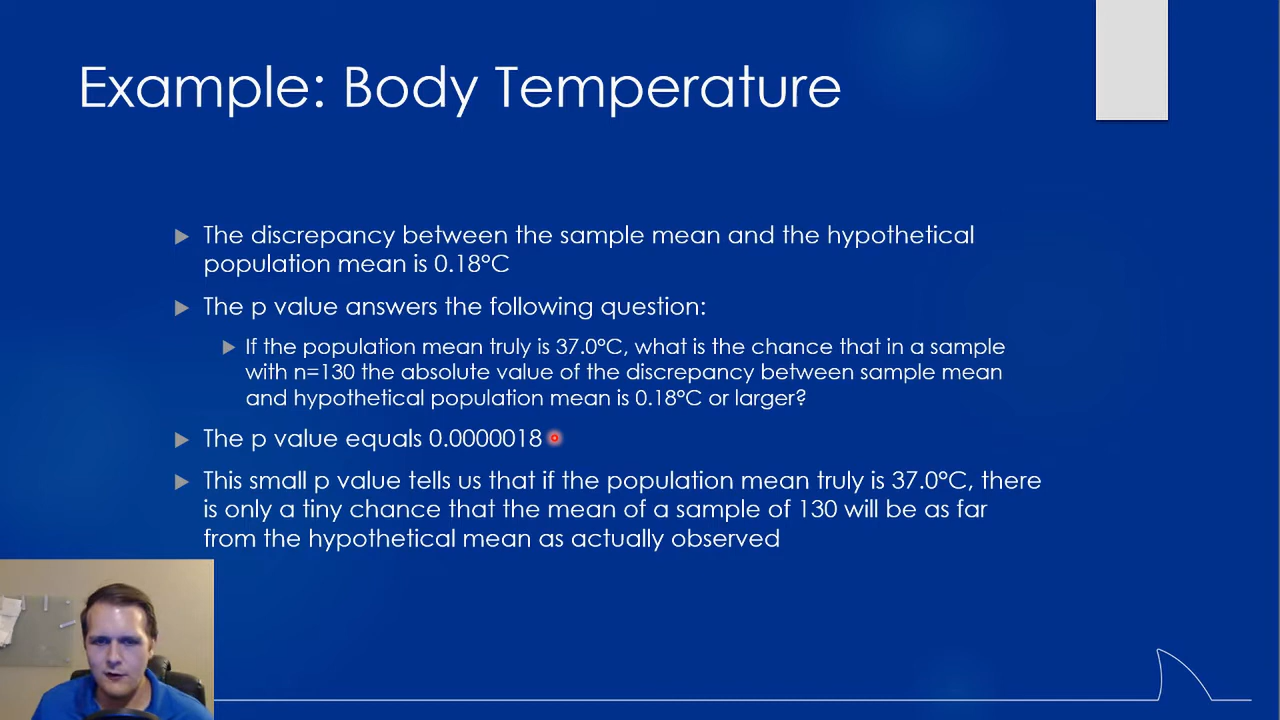 Example: Body Temperature
The discrepancy between the sample mean and the hypothetical
population mean is 0.18°C
The p value answers the following question:
If the population mean truly is 37.0°C, what is the chance that in a sample
with n=130 the absolute value of the discrepancy between sample mean
and hypothetical population mean is 0.18°C or larger?
The p value equals 0.0000018
This small p value tells us that if the population mean truly is 37.0°C, there
is only a tiny chance that the mean of a sample of 130 will be as far
from the hypothetical mean as actually observed